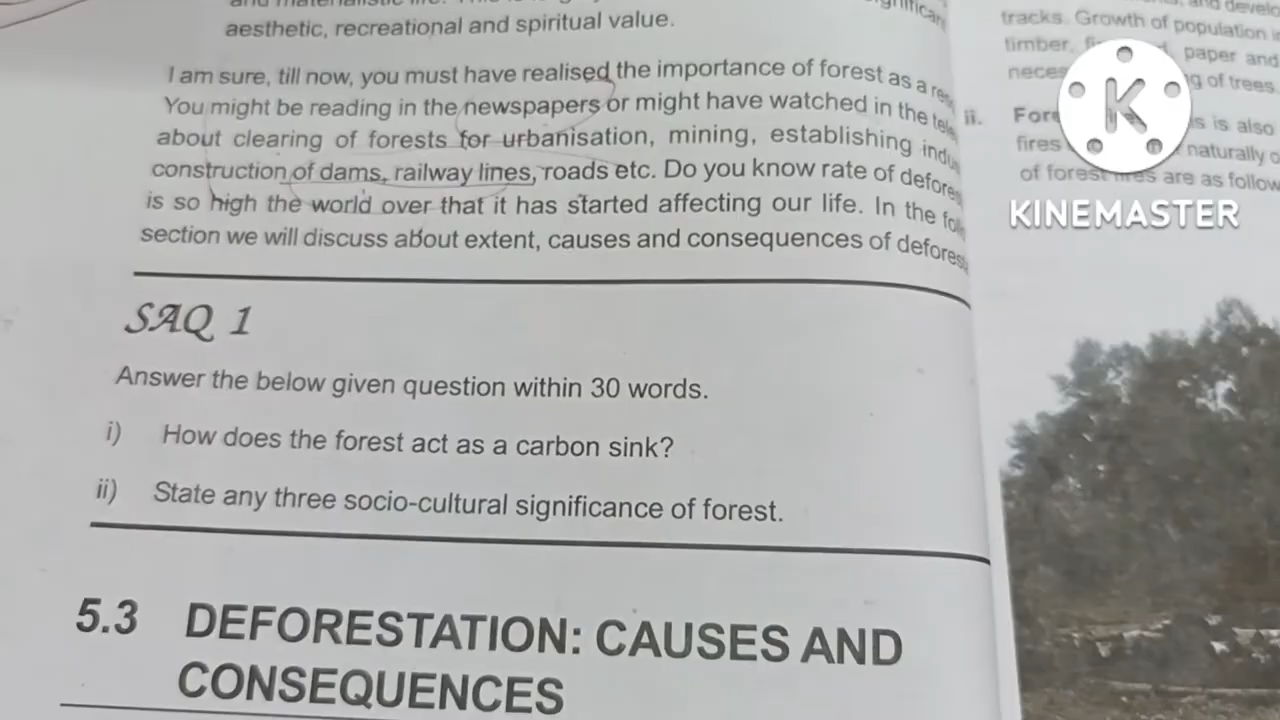 aesthetic, recreational and spiritual value.
I am sure, till now, you must have realised the importance of forest as a
You might be reading in the newspapers or might have watched in the
about clearing of forests for urbanisation, mining, establishing
construction of dams, railway lines, roads etc. Do you know rate of
is so high the world over that it has started affecting our life. In the
section we will discuss about extent, causes and consequences of
SAQ 1
Answer the below given question within 30 words.
i) How does the forest act as a carbon sink?
ii) State any three socio-cultural significance of forest.
5.3 DEFORESTATION: CAUSES AND
CONSEQUENCES
tracks. Growth of population
timber, paper and
of trees
ii.
is also
fires naturally
of forest fires are as follow
KINEMASTER